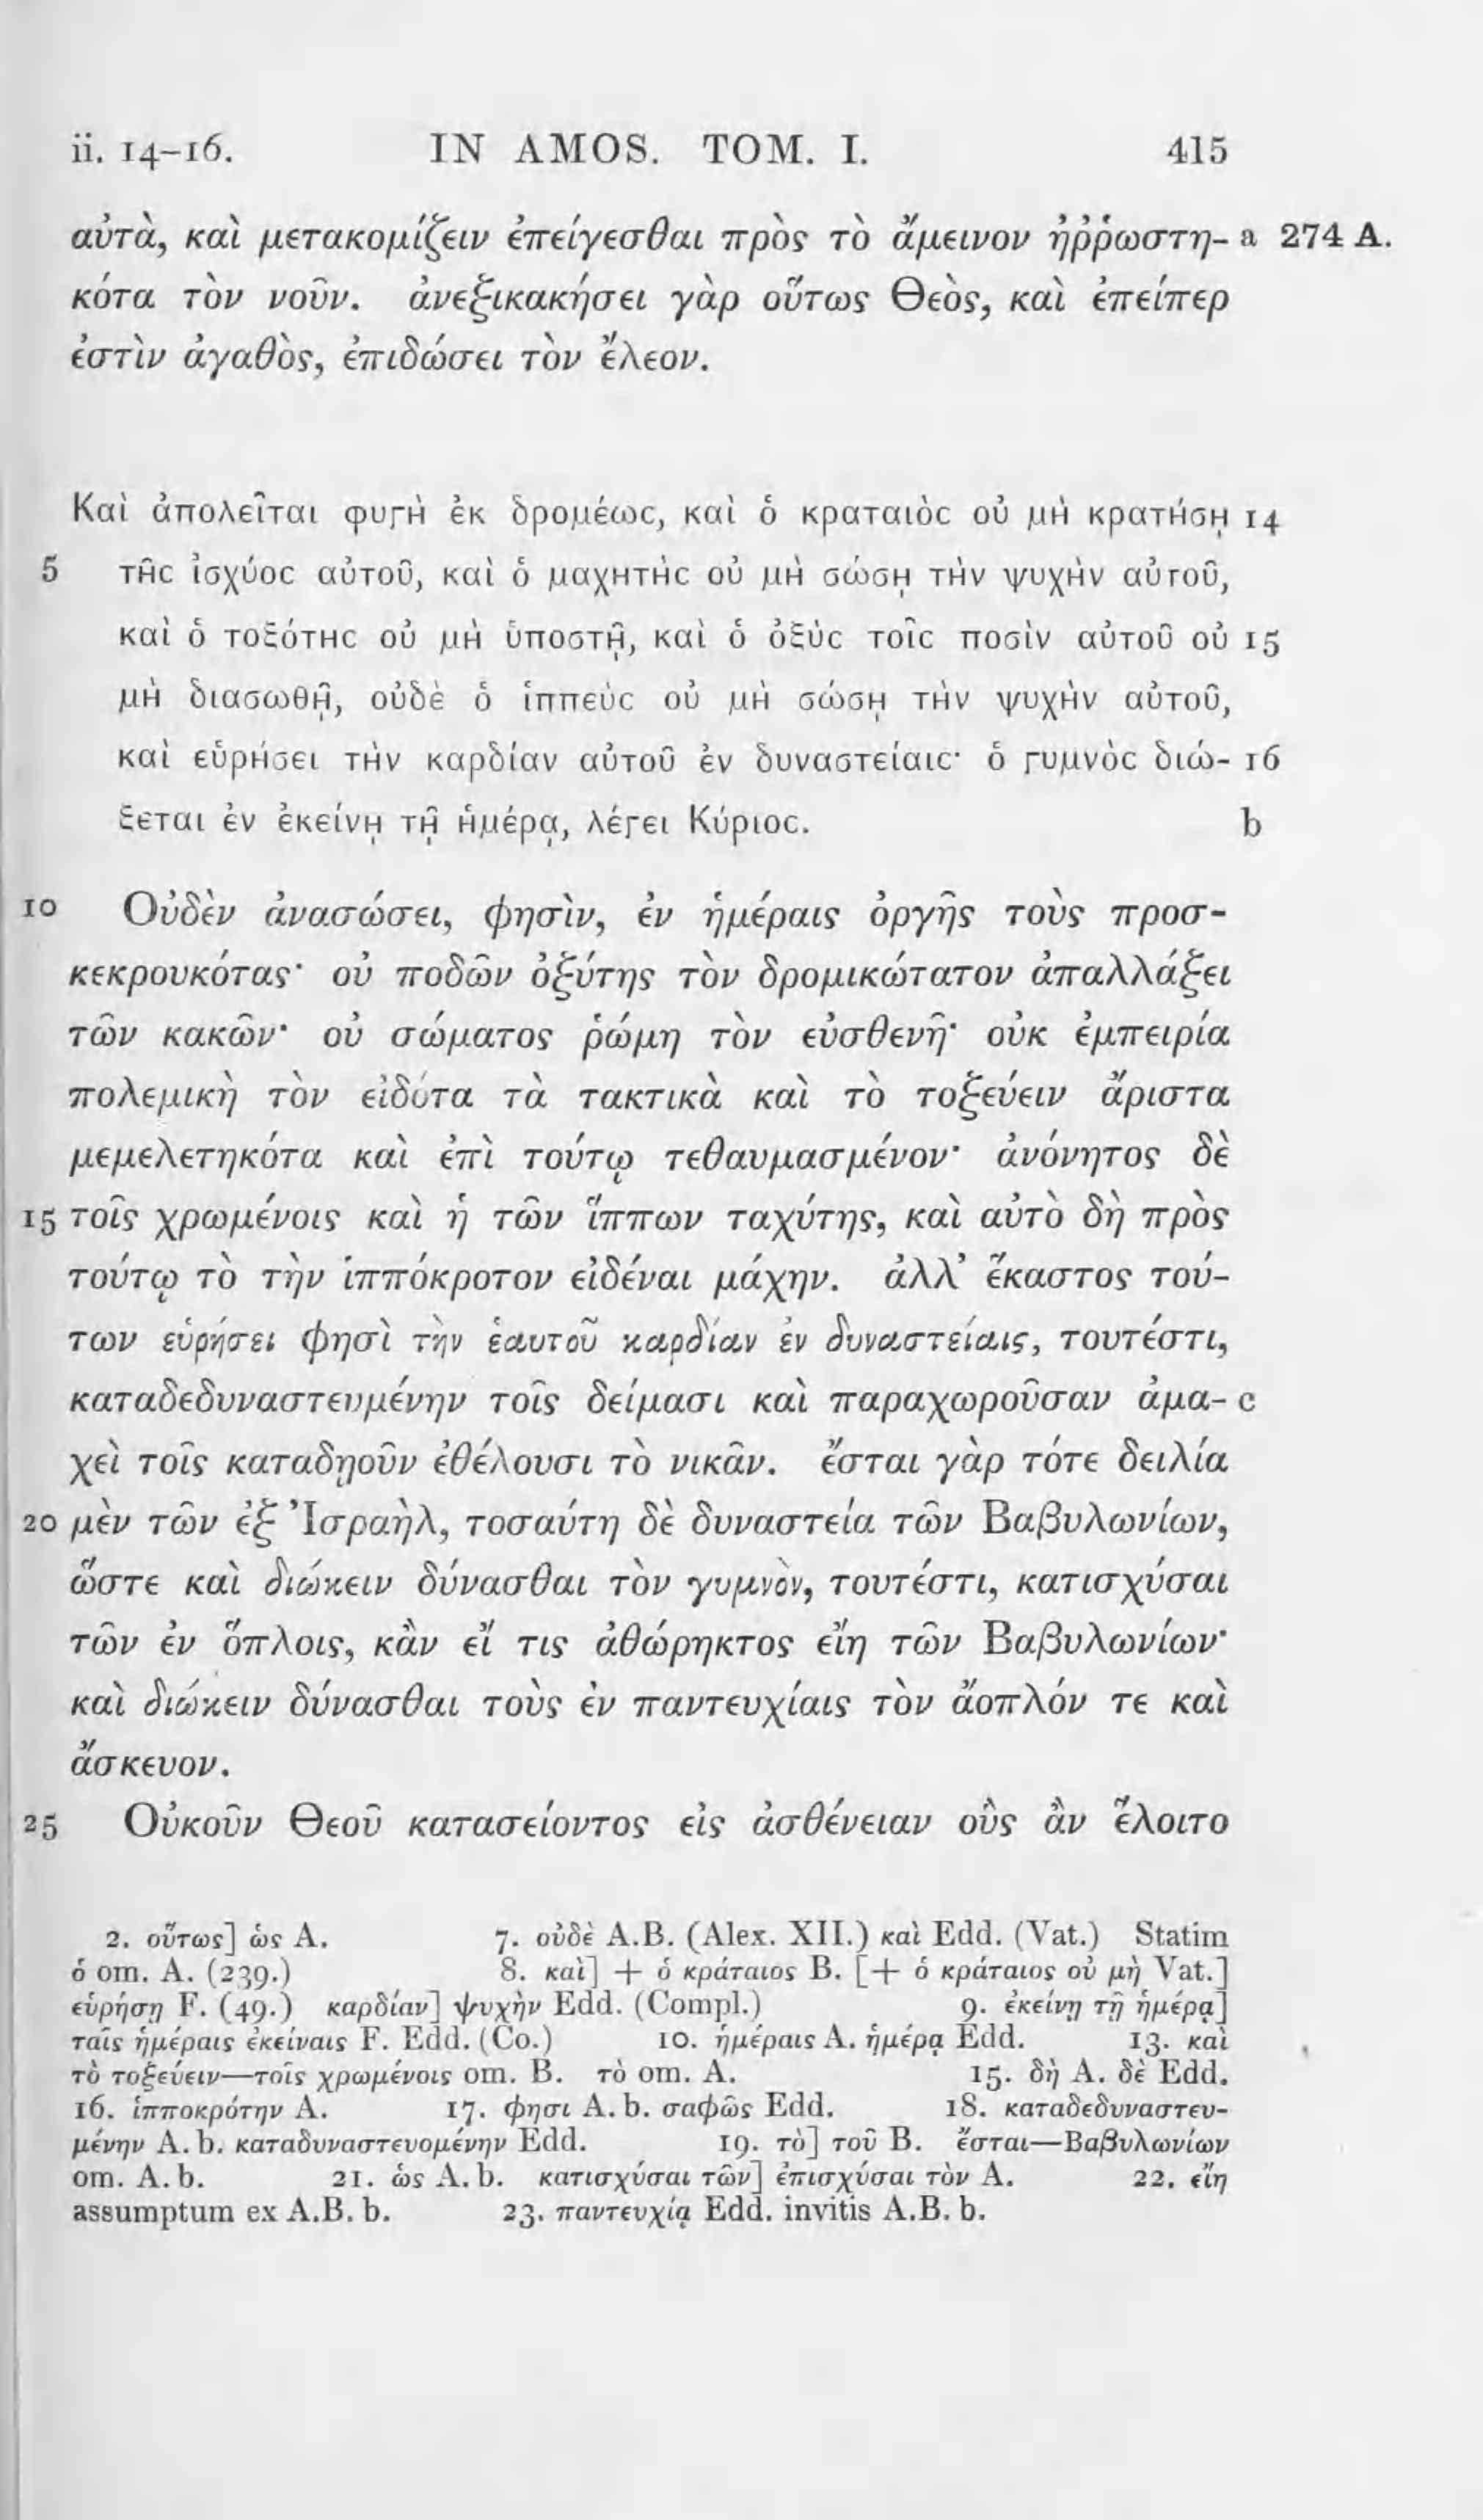 ii. 14-16. IN AMOS. TOM. I. 415
αὐτὰ, καὶ μετακομίζειν ἐπείγεσθαι πρὸς τὸ ἄμεινον ἠῤῥωστη- a 274 A.
κότα τὸν νοῦν. ἀνεξικακήσει γὰρ οὕτως Θεὸς, καὶ ἐπείπερ
ἐστὶν ἀγαθὸς, ἐπιδώσει τὸν ἔλεον.
Καὶ ἀπολεῖται φυγὴ ἐκ δρομέως, καὶ ὁ κραταιὸς οὐ μὴ κρατήσῃ 14
5 τῆς ἰσχύος αὐτοῦ, καὶ ὁ μαχητὴς οὐ μὴ σώσῃ τὴν ψυχὴν αὐτοῦ,
καὶ ὁ τοξότης οὐ μὴ ὑποστῇ, καὶ ὁ ὀξὺς τοῖς ποσὶν αὐτοῦ οὐ 15
μὴ διασωθῇ, οὐδὲ ὁ ἱππεὺς οὐ μὴ σώσῃ τὴν ψυχὴν αὐτοῦ,
καὶ εὑρήσει τὴν καρδίαν αὐτοῦ ἐν δυναστείαις· ὁ γυμνὸς διώ- 16
ξεται ἐν ἐκείνῃ τῇ ἡμέρᾳ, λέγει Κύριος. b
10 Οὐδὲν ἀνασώσει, φησὶν, ἐν ἡμέραις ὀργῆς τοὺς προσ-
κεκρουκότας· οὐ ποδῶν ὀξύτης τὸν δρομικώτατον ἀπαλλάξει
τῶν κακῶν· οὐ σώματος ῥώμη τὸν εὐσθενῆ· οὐκ ἐμπειρία
πολεμικὴ τὸν εἰδότα τὰ τακτικὰ καὶ τὸ τοξεύειν ἄριστα
μεμελετηκότα καὶ ἐπὶ τούτῳ τεθαυμασμένον· ἀνόνητος δὲ
15 τοῖς χρωμένοις καὶ ἡ τῶν ἵππων ταχύτης, καὶ αὐτὸ δὴ πρὸς
τούτῳ τὸ τὴν ἱππόκροτον εἰδέναι μάχην. ἀλλ’ ἕκαστος τού-
των εὑρήσει φησὶ τὴν ἑαυτοῦ καρδίαν ἐν δυναστείαις, τουτέστι,
καταδεδυναστευμένην τοῖς δείμασι καὶ παραχωροῦσαν ἀμα- c
χεὶ τοῖς καταδῃοῦν ἐθέλουσι τὸ νικᾶν. ἔσται γὰρ τότε δειλία
20 μὲν τῶν ἐξ Ἰσραὴλ, τοσαύτη δὲ δυναστεία τῶν Βαβυλωνίων,
ὥστε καὶ διώκειν δύνασθαι τὸν γυμνὸν, τουτέστι, κατισχύσαι
τῶν ἐν ὅπλοις, κἂν εἴ τις ἀθώρηκτος εἴη τῶν Βαβυλωνίων·
καὶ διώκειν δύνασθαι τοὺς ἐν παντευχίαις τὸν ἄοπλόν τε καὶ
ἄσκευον.
25 Οὐκοῦν Θεοῦ κατασείοντος εἰς ἀσθένειαν οὓς ἂν ἕλοιτο
2. οὕτως] ὡς A. 7. οὐδὲ A.B. (Alex. XII.) καὶ Edd. (Vat.) Statim
ὁ om. A. (239.) 8. καὶ] + ὁ κράταιος B. [+ ὁ κράταιος οὐ μὴ Vat.]
εὑρήσῃ F. (49.) καρδίαν] ψυχὴν Edd. (Compl.) 9. ἐκείνῃ τῇ ἡμέρᾳ]
ταῖς ἡμέραις ἐκείναις F. Edd. (Co.) 10. ἡμέραις A. ἡμέρᾳ Edd. 13. καὶ
τὸ τοξεύειν—τοῖς χρωμένοις om. B. τὸ om. A. 15. δὴ A. δὲ Edd.
16. ἱπποκρότην A. 17. φησι A. b. σαφῶς Edd. 18. καταδεδυναστευ-
μένην A. b. καταδυναστευομένην Edd. 19. τὸ] τοῦ B. ἔσται—Βαβυλωνίων
om. A. b. 21. ὡς A. b. κατισχύσαι τῶν] ἐπισχύσαι τὸν A. 22. εἴη
assumptum ex A.B. b. 23. παντευχίᾳ Edd. invitis A.B. b.